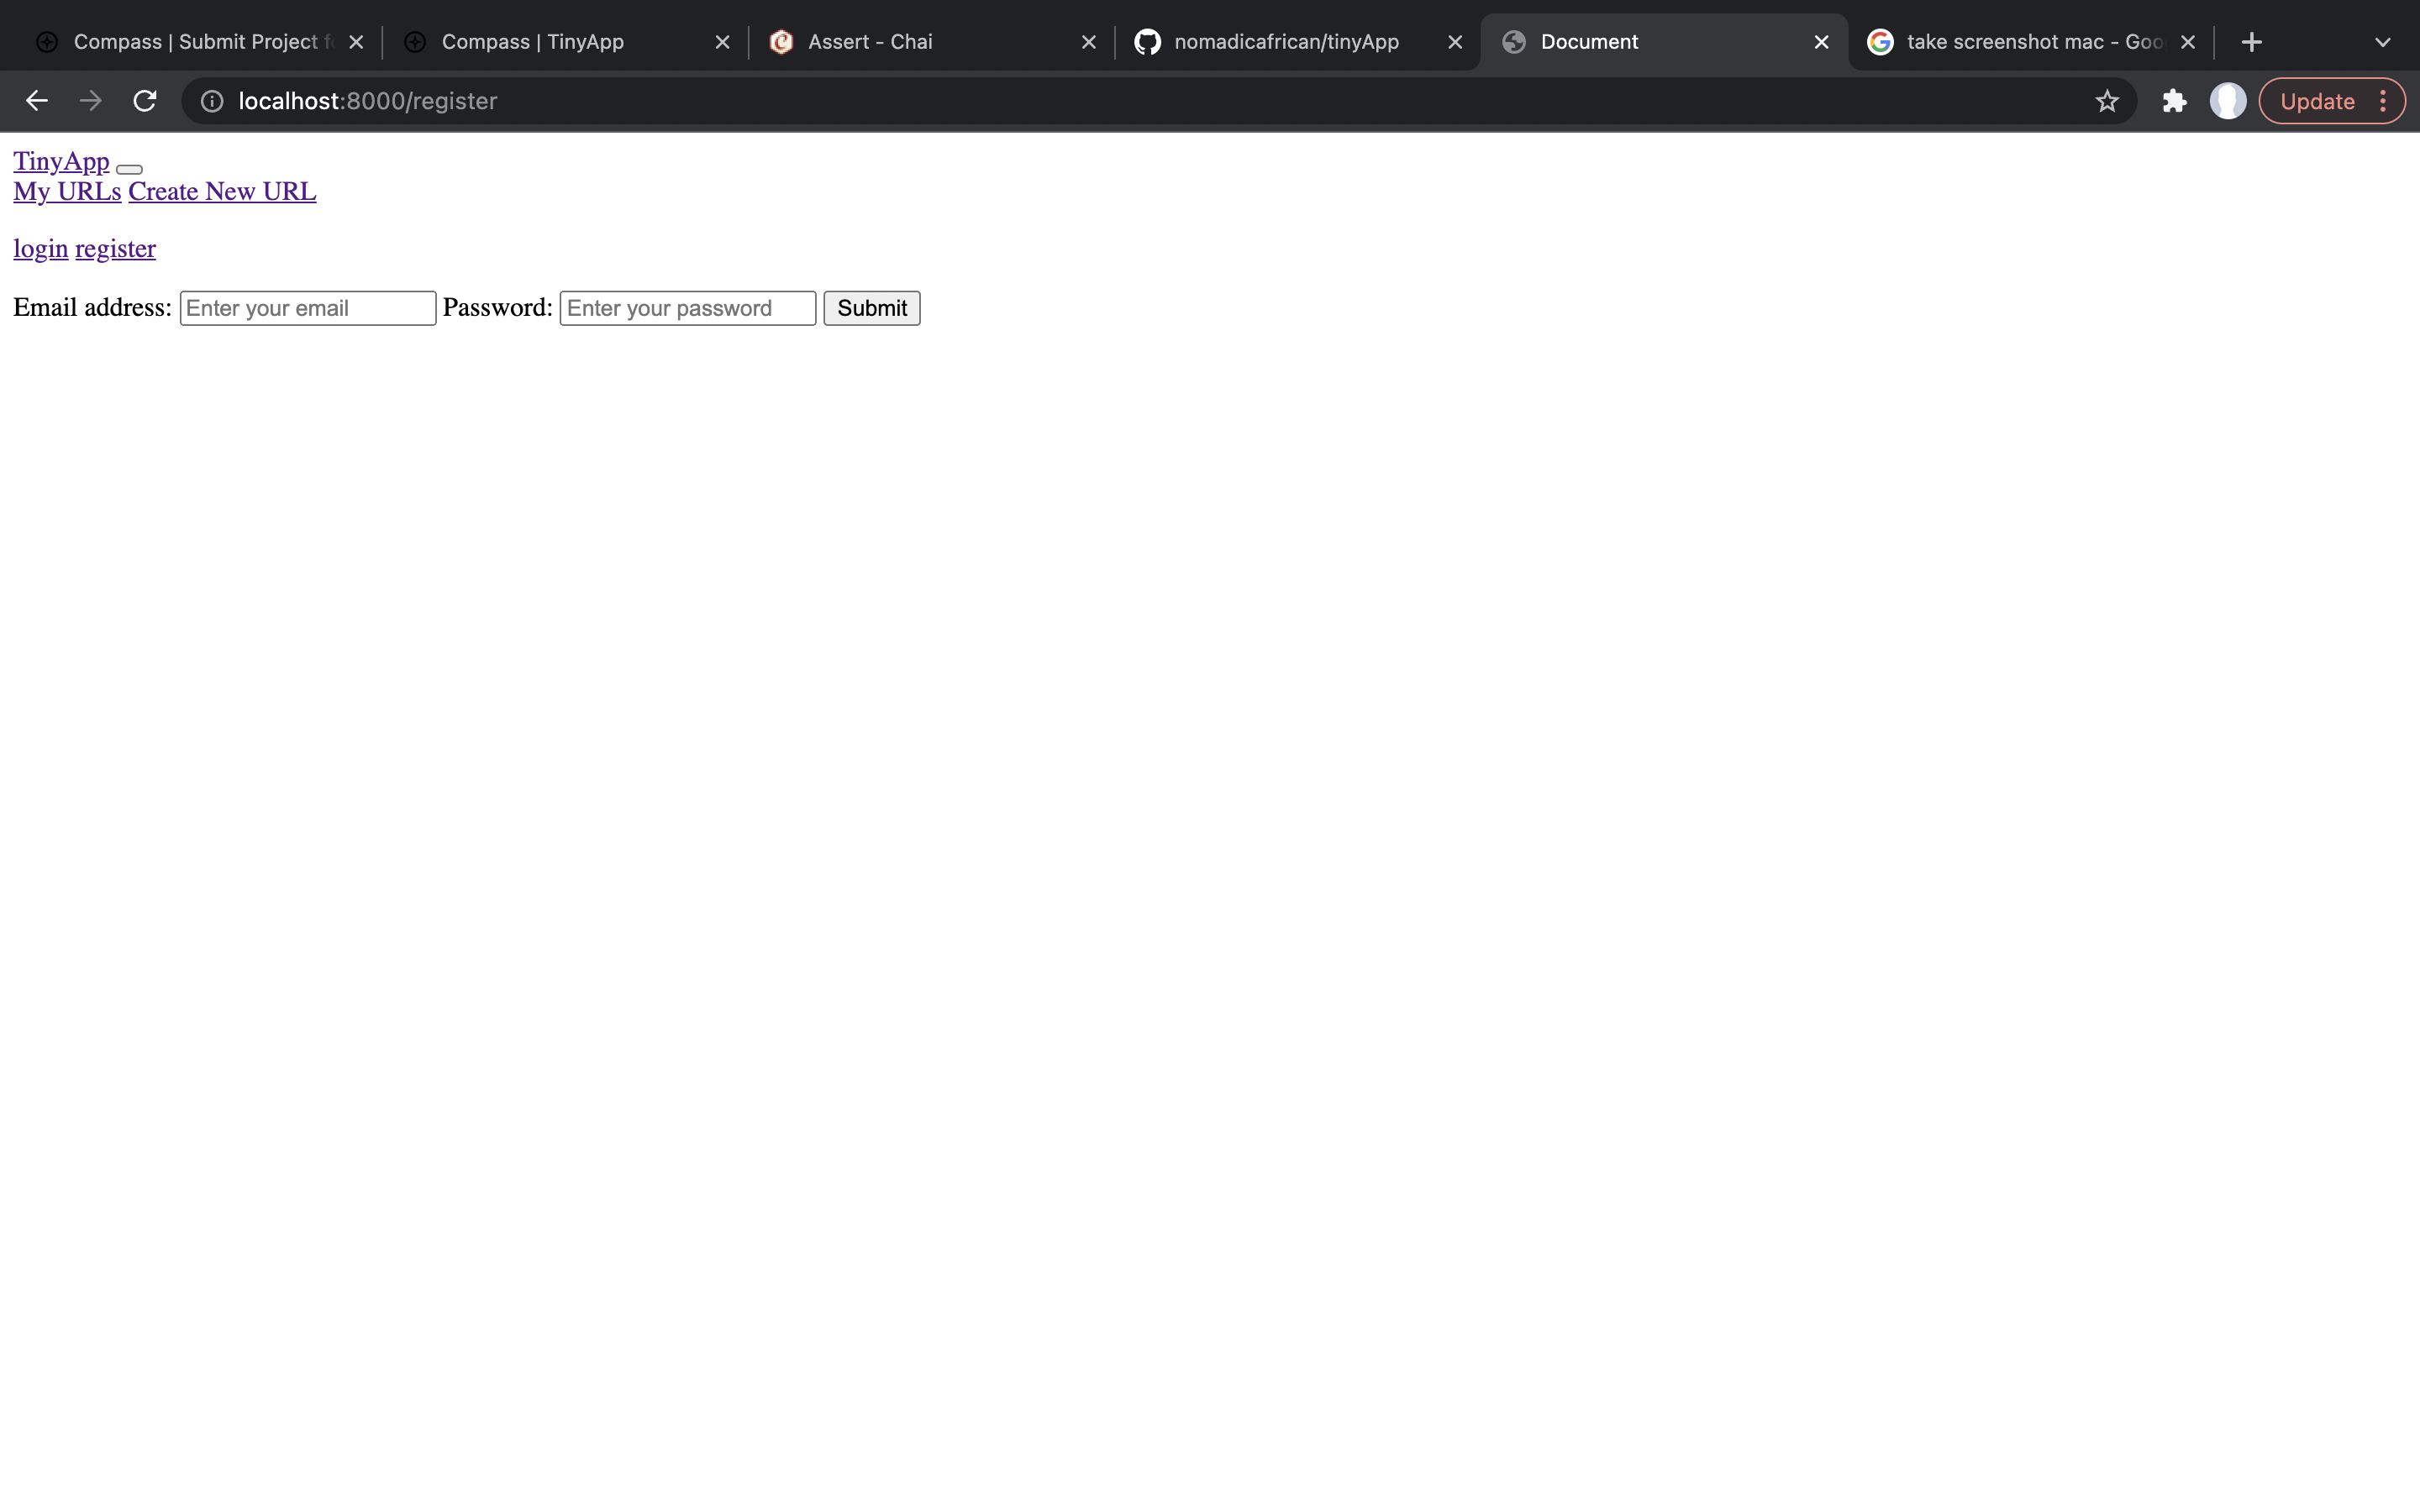 Compass | Submit Project f
Compass | TinyApp
Assert - Chai
nomadicafrican/tinyApp
Document
take screenshot mac - Goo
localhost:8000/register
Update
TinyApp
My URLs Create New URL
login register
Email address: Enter your email Password: Enter your password Submit